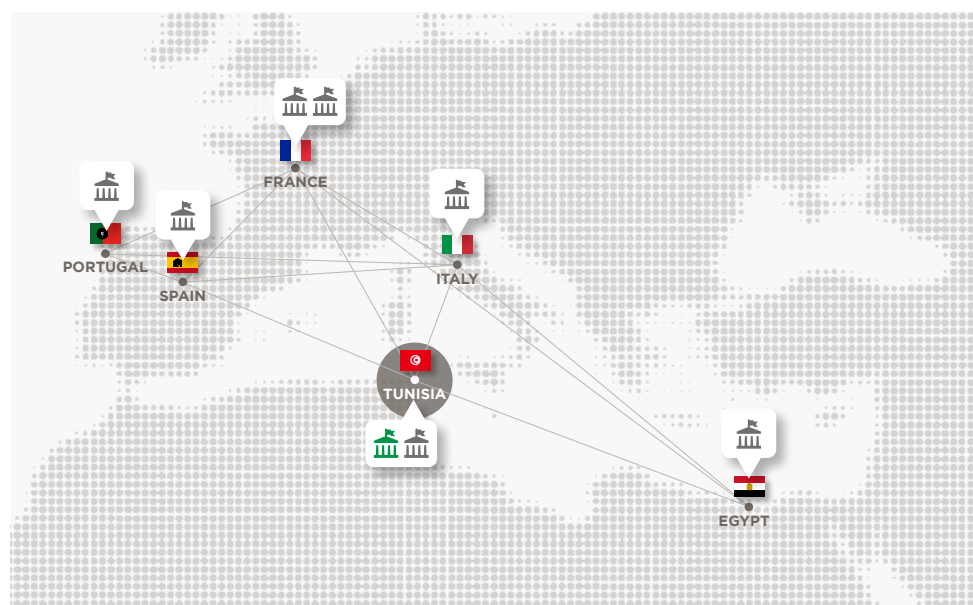 FRANCE
PORTUGAL
SPAIN
ITALY
TUNISIA
EGYPT